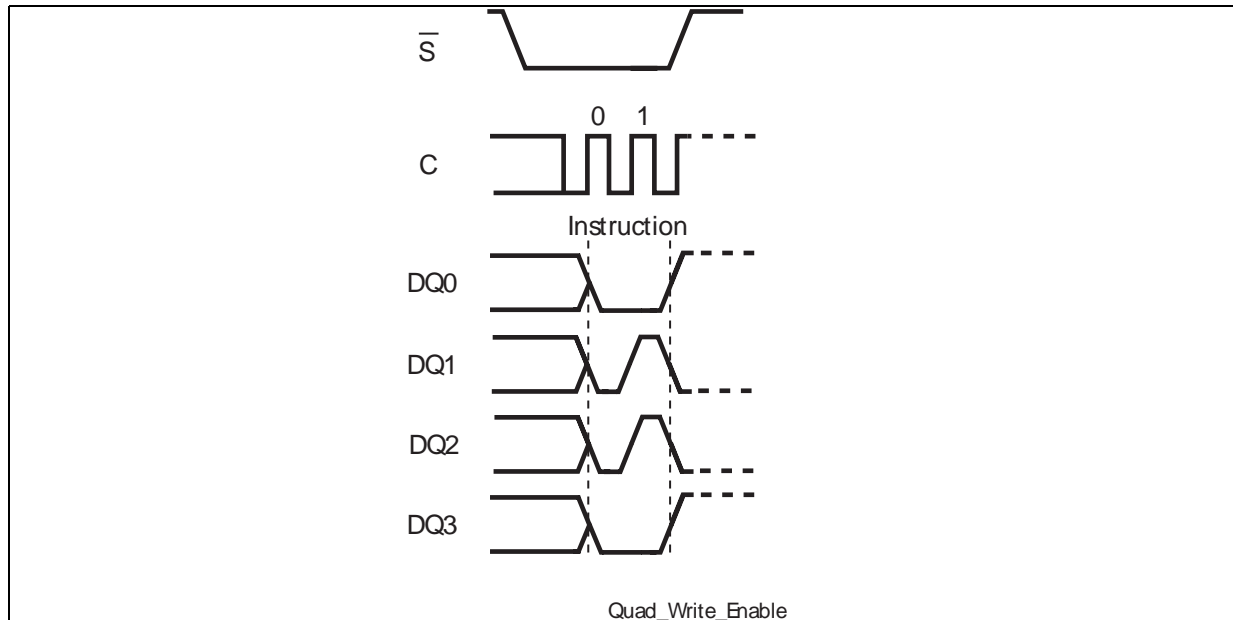 S̅
0 1
C
Instruction
DQ0
DQ1
DQ2
DQ3
Quad_Write_Enable